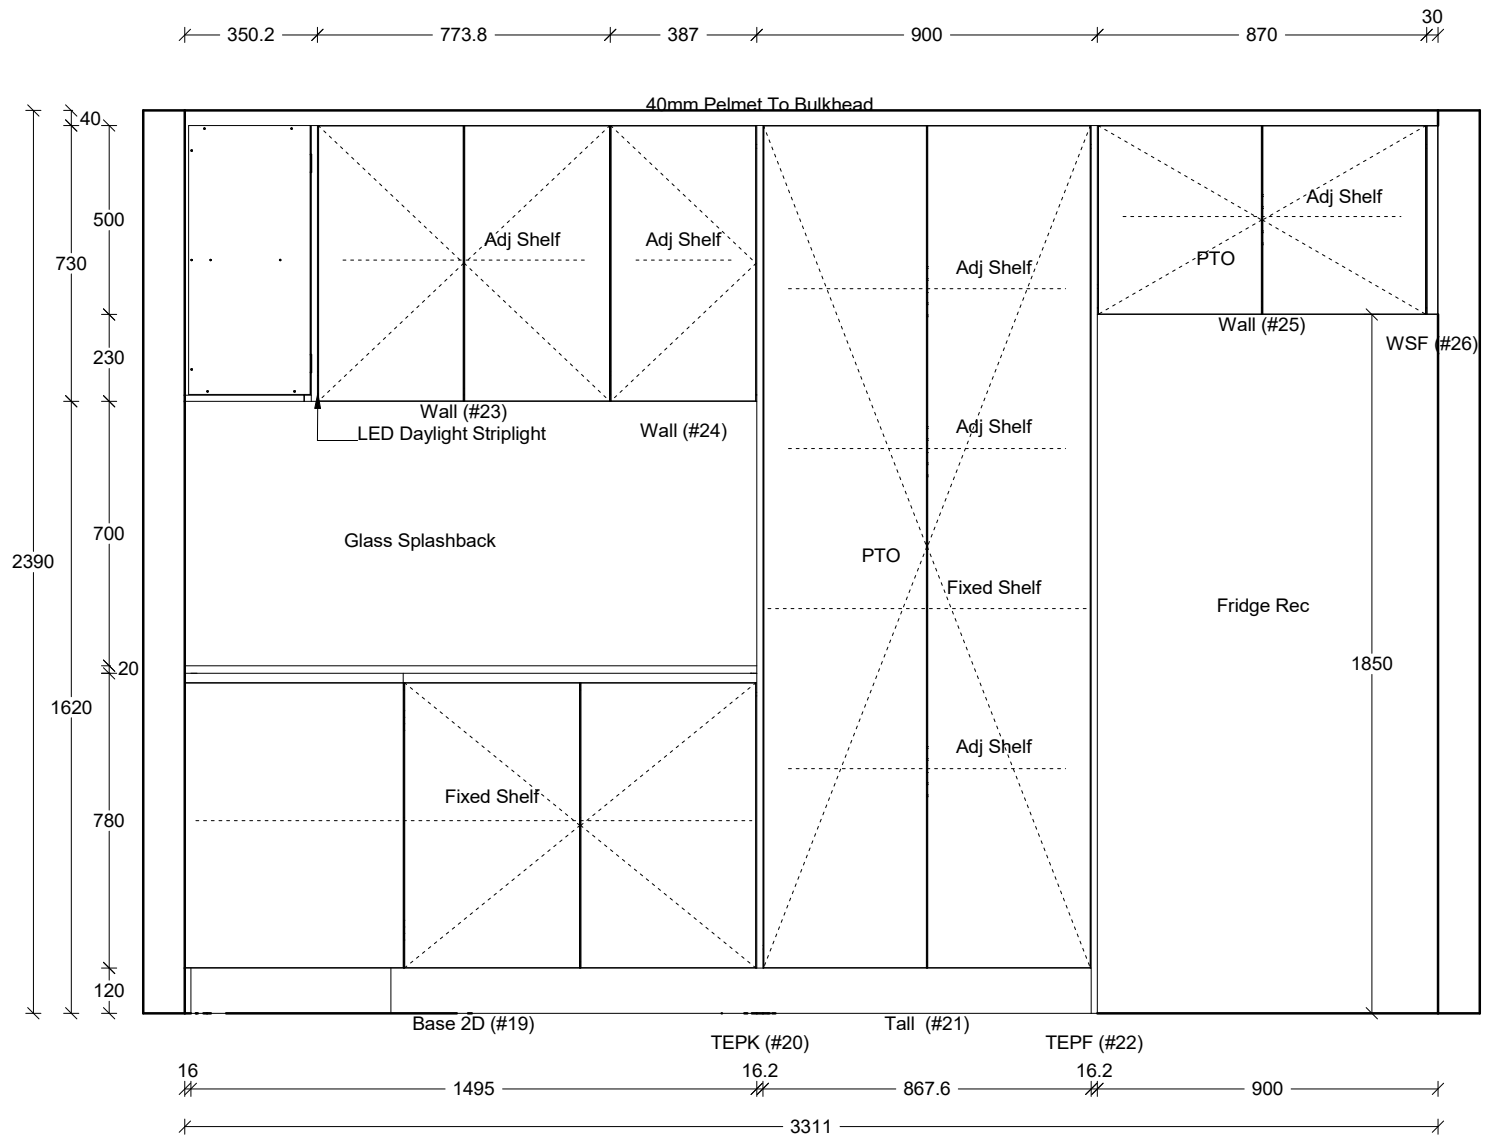 30
350.2 773.8 387 900 870
40mm Pelmet To Bulkhead
40
500
Adj Shelf
Adj Shelf Adj Shelf
730
PTO
Adj Shelf
Wall (#25)
230
WSF (#26)
Wall (#23)
Wall (#24)
LED Daylight Striplight
Adj Shelf
700
Glass Splashback
2390
PTO
Fixed Shelf
Fridge Rec
20
1850
1620
Adj Shelf
Fixed Shelf
780
120
Base 2D (#19) Tall (#21)
TEPK (#20) TEPF (#22)
16 16.2 16.2
1495 867.6 900
3311